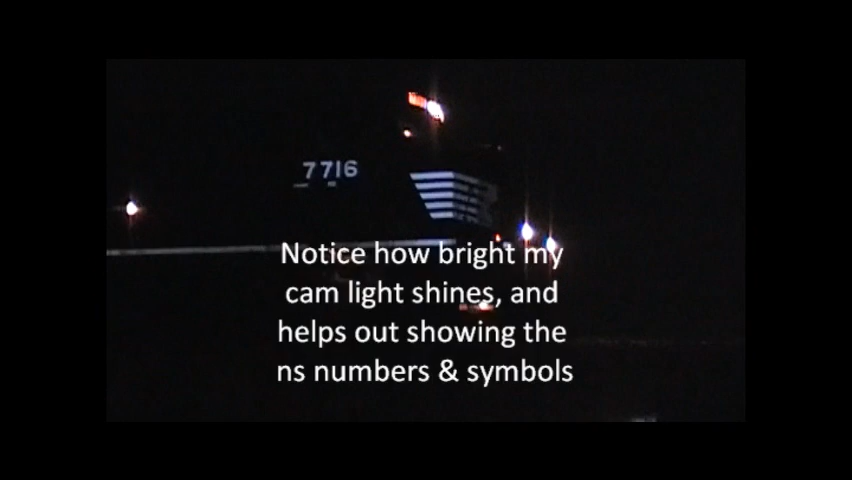 7716
Notice how bright my
cam light shines, and
helps out showing the
ns numbers & symbols